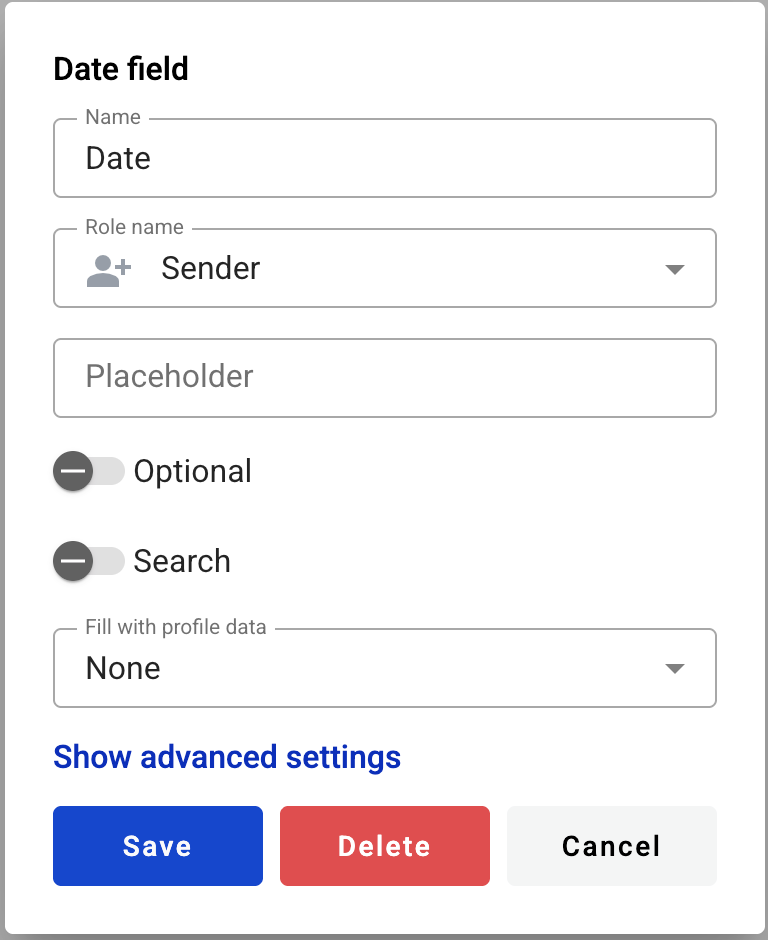 Date field
Name
Date
Role name
Sender
Placeholder
Optional
Search
Fill with profile data
None
Show advanced settings
Save Delete Cancel